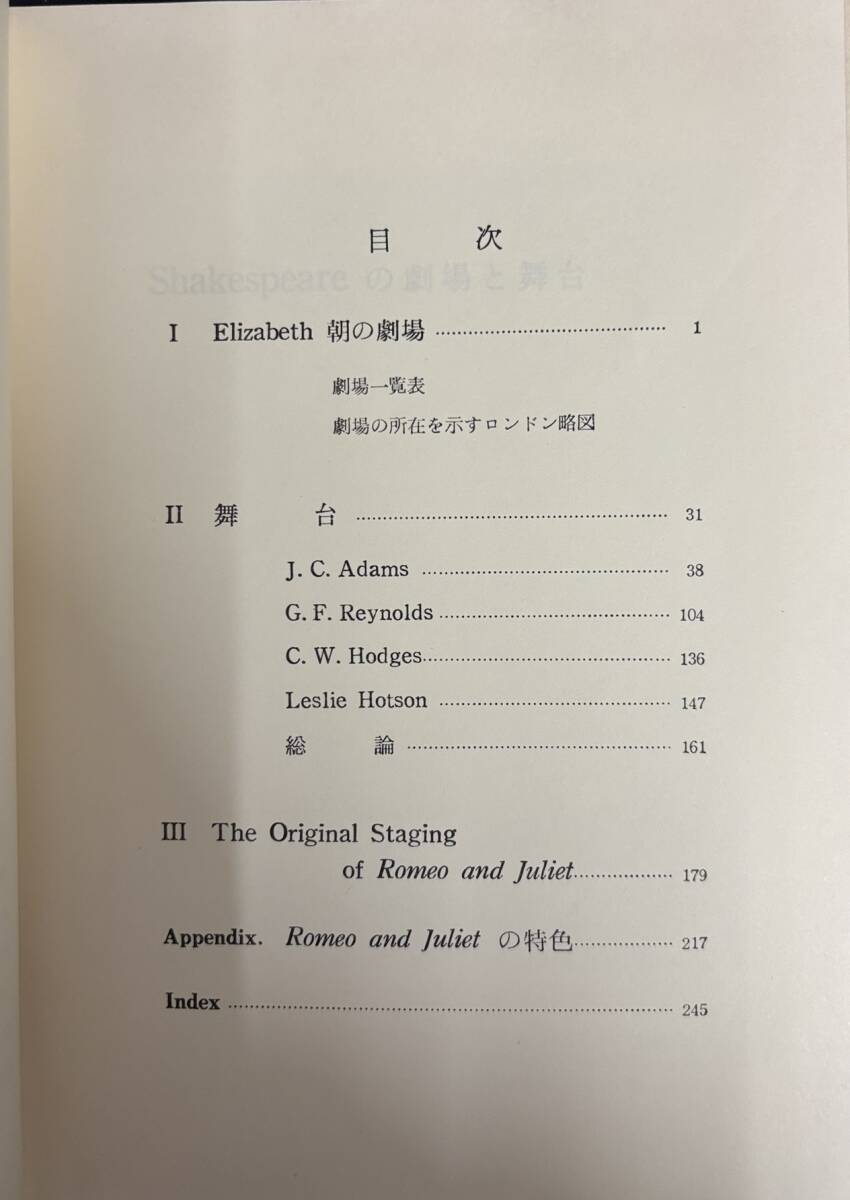 目 次
Shakespeare の劇場と舞台
I Elizabeth 朝の劇場 1
劇場一覧表
劇場の所在を示すロンドン略図
II 舞 台 31
J. C. Adams 38
G. F. Reynolds 104
C. W. Hodges 136
Leslie Hotson 147
総 論 161
III The Original Staging
of Romeo and Juliet 179
Appendix. Romeo and Juliet の特色 217
Index 245